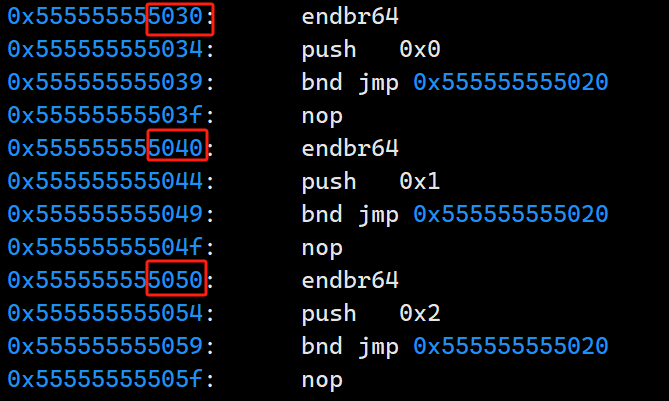 0x555555555030: endbr64
0x555555555034: push 0x0
0x555555555039: bnd jmp 0x555555555020
0x55555555503f: nop
0x555555555040: endbr64
0x555555555044: push 0x1
0x555555555049: bnd jmp 0x555555555020
0x55555555504f: nop
0x555555555050: endbr64
0x555555555054: push 0x2
0x555555555059: bnd jmp 0x555555555020
0x55555555505f: nop